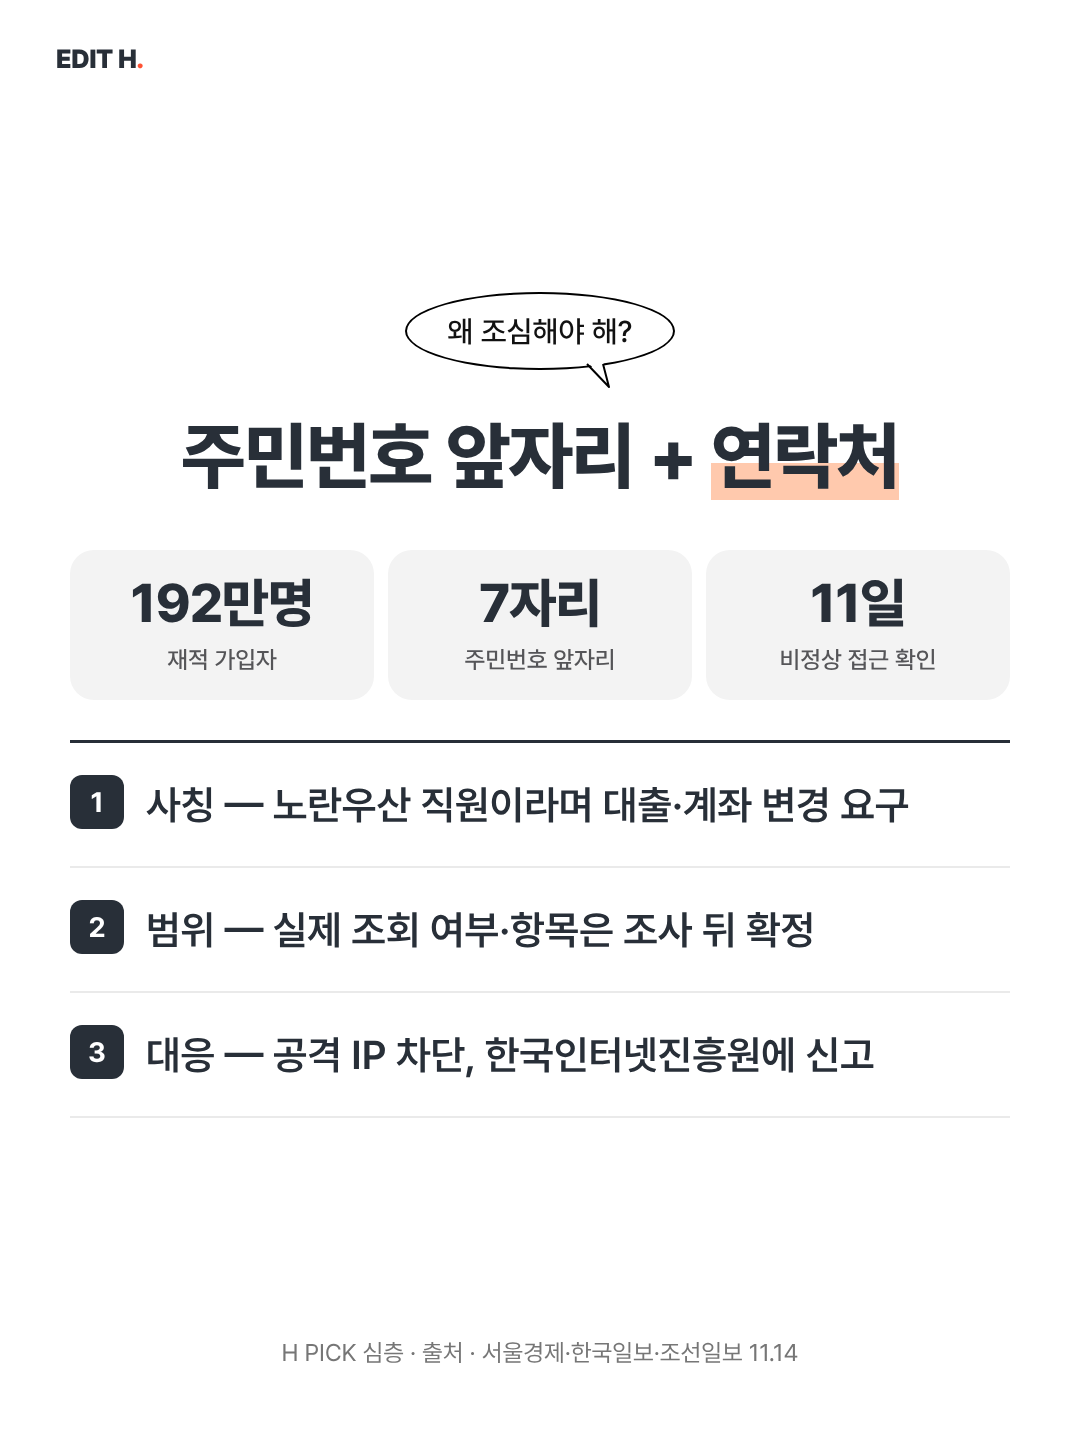 EDIT H.
왜 조심해야 해?
주민번호 앞자리 + 연락처
192만명
재적 가입자
7자리
주민번호 앞자리
11일
비정상 접근 확인
1 사칭 — 노란우산 직원이라며 대출·계좌 변경 요구
2 범위 — 실제 조회 여부·항목은 조사 뒤 확정
3 대응 — 공격 IP 차단, 한국인터넷진흥원에 신고
H PICK 심층 · 출처 · 서울경제·한국일보·조선일보 11.14